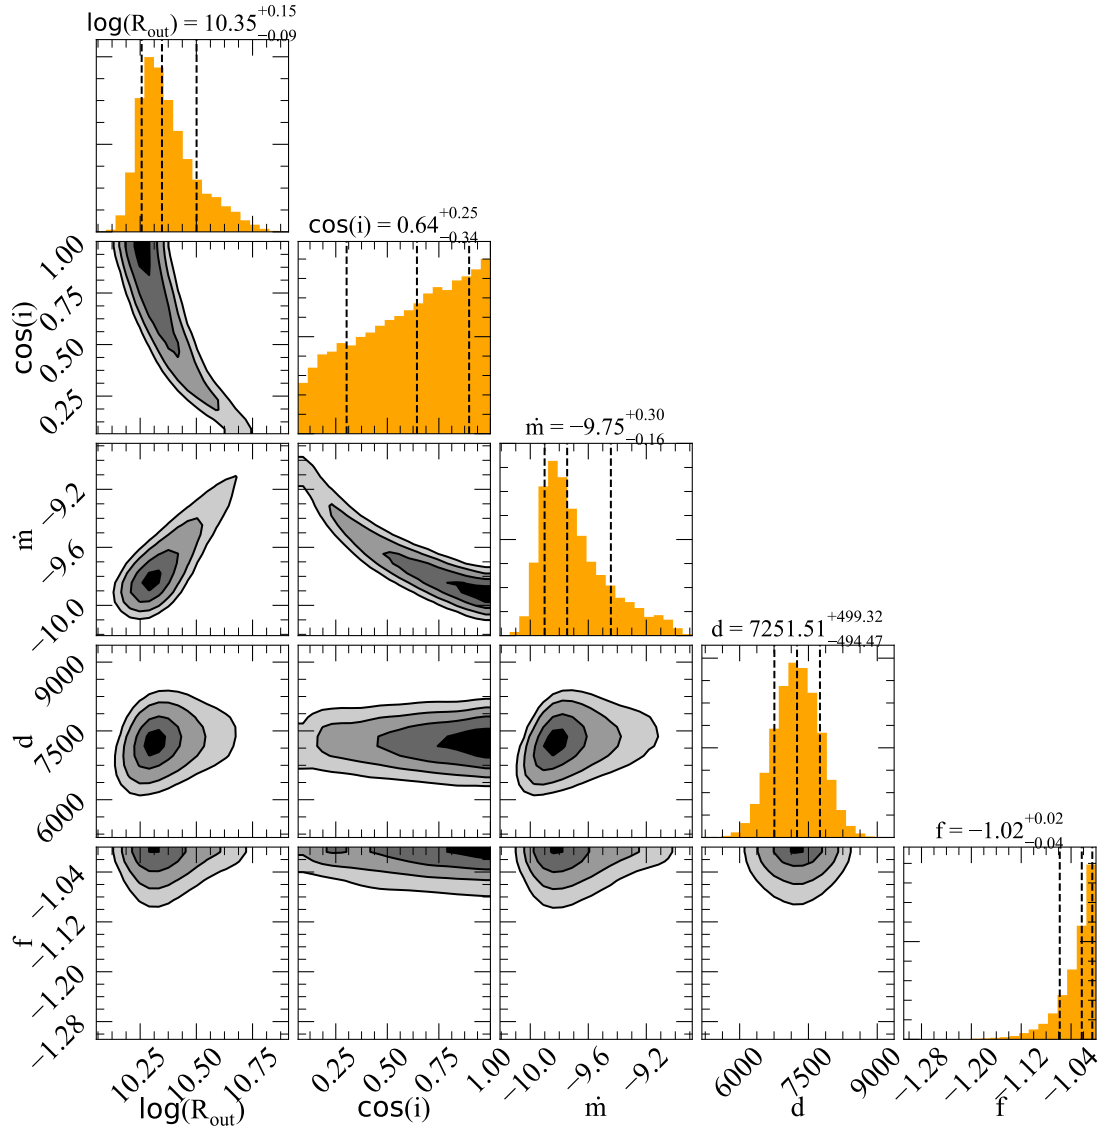 log(R_out) = 10.35 +0.15 −0.09
cos(i) = 0.64 +0.25 −0.34
ṁ = −9.75 +0.30 −0.16
d = 7251.51 +499.32 −494.47
f = −1.02 +0.02 −0.04
cos(i)
1.00
0.75
0.50
0.25
ṁ
−9.2
−9.6
−10.0
d
9000
7500
6000
f
−1.04
−1.12
−1.20
−1.28
10.25 10.50 10.75
0.25 0.50 0.75 1.00
−10.0 −9.6 −9.2
6000 7500 9000
−1.28 −1.20 −1.12 −1.04
log(R_out)
cos(i)
ṁ
d
f